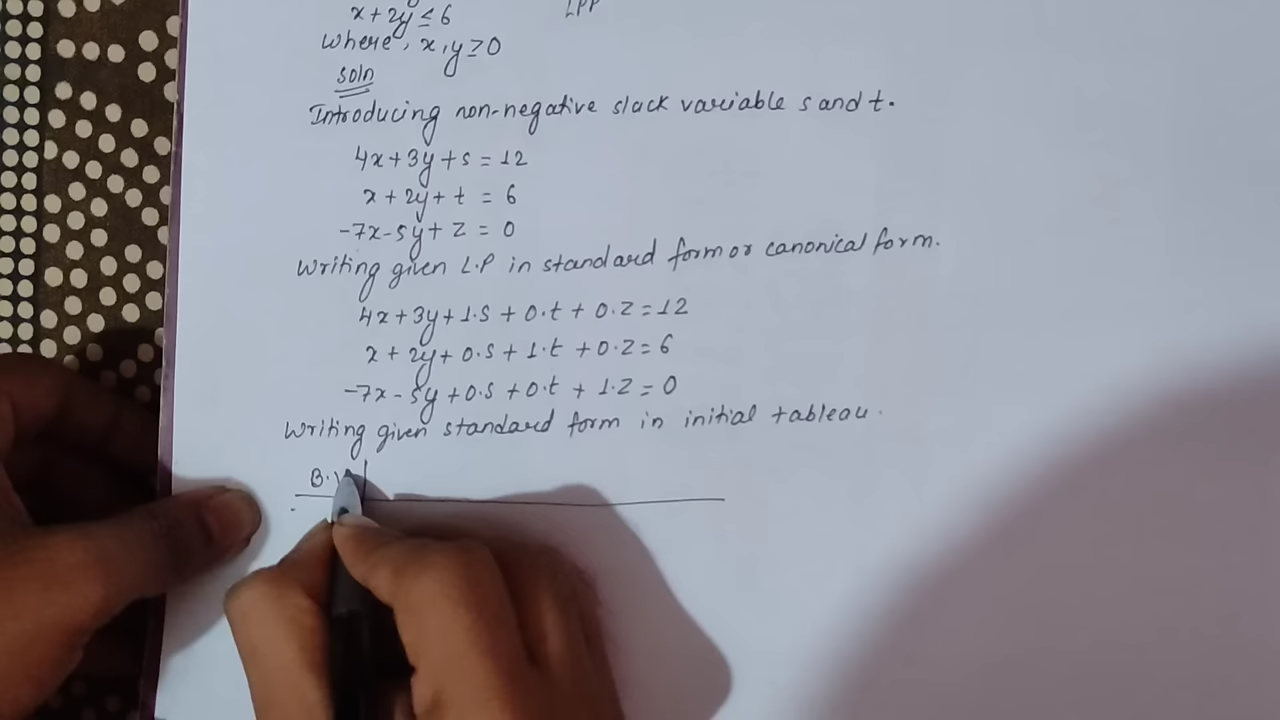 x + 2y ≤ 6
LPP
Where, x, y ≥ 0
Soln
Introducing non-negative slack variable s and t.
4x + 3y + s = 12
x + 2y + t = 6
-7x - 5y + z = 0
Writing given L.P in standard form or canonical form.
4x + 3y + 1.s + 0.t + 0.z = 12
x + 2y + 0.s + 1.t + 0.z = 6
-7x - 5y + 0.s + 0.t + 1.z = 0
Writing given standard form in initial tableau.
B.V